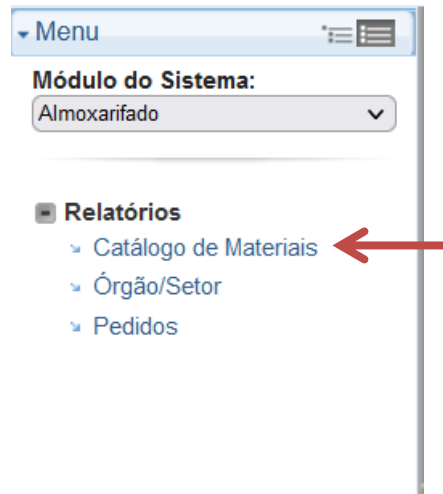 Menu
Módulo do Sistema:
Almoxarifado
Relatórios
Catálogo de Materiais
Órgão/Setor
Pedidos